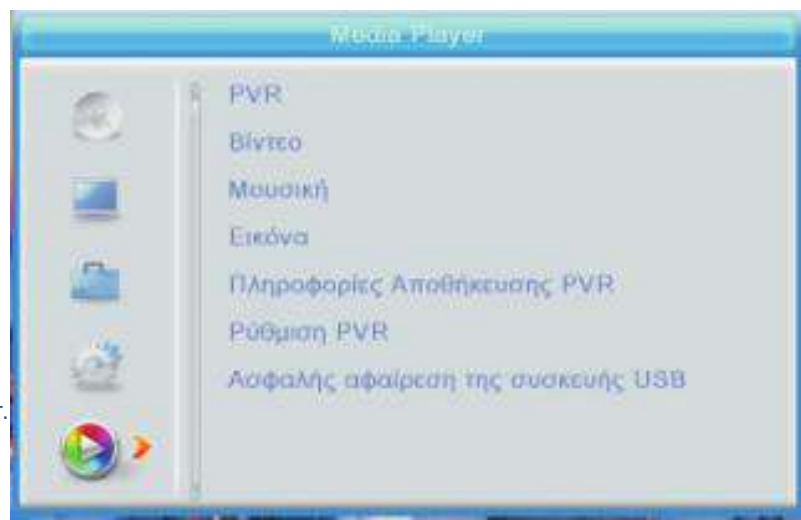 Media Player
PVR
Βίντεο
Μουσική
Εικόνα
Πληροφορίες Αποθήκευσης PVR
Ρύθμιση PVR
Ασφαλής αφαίρεση της συσκευής USB